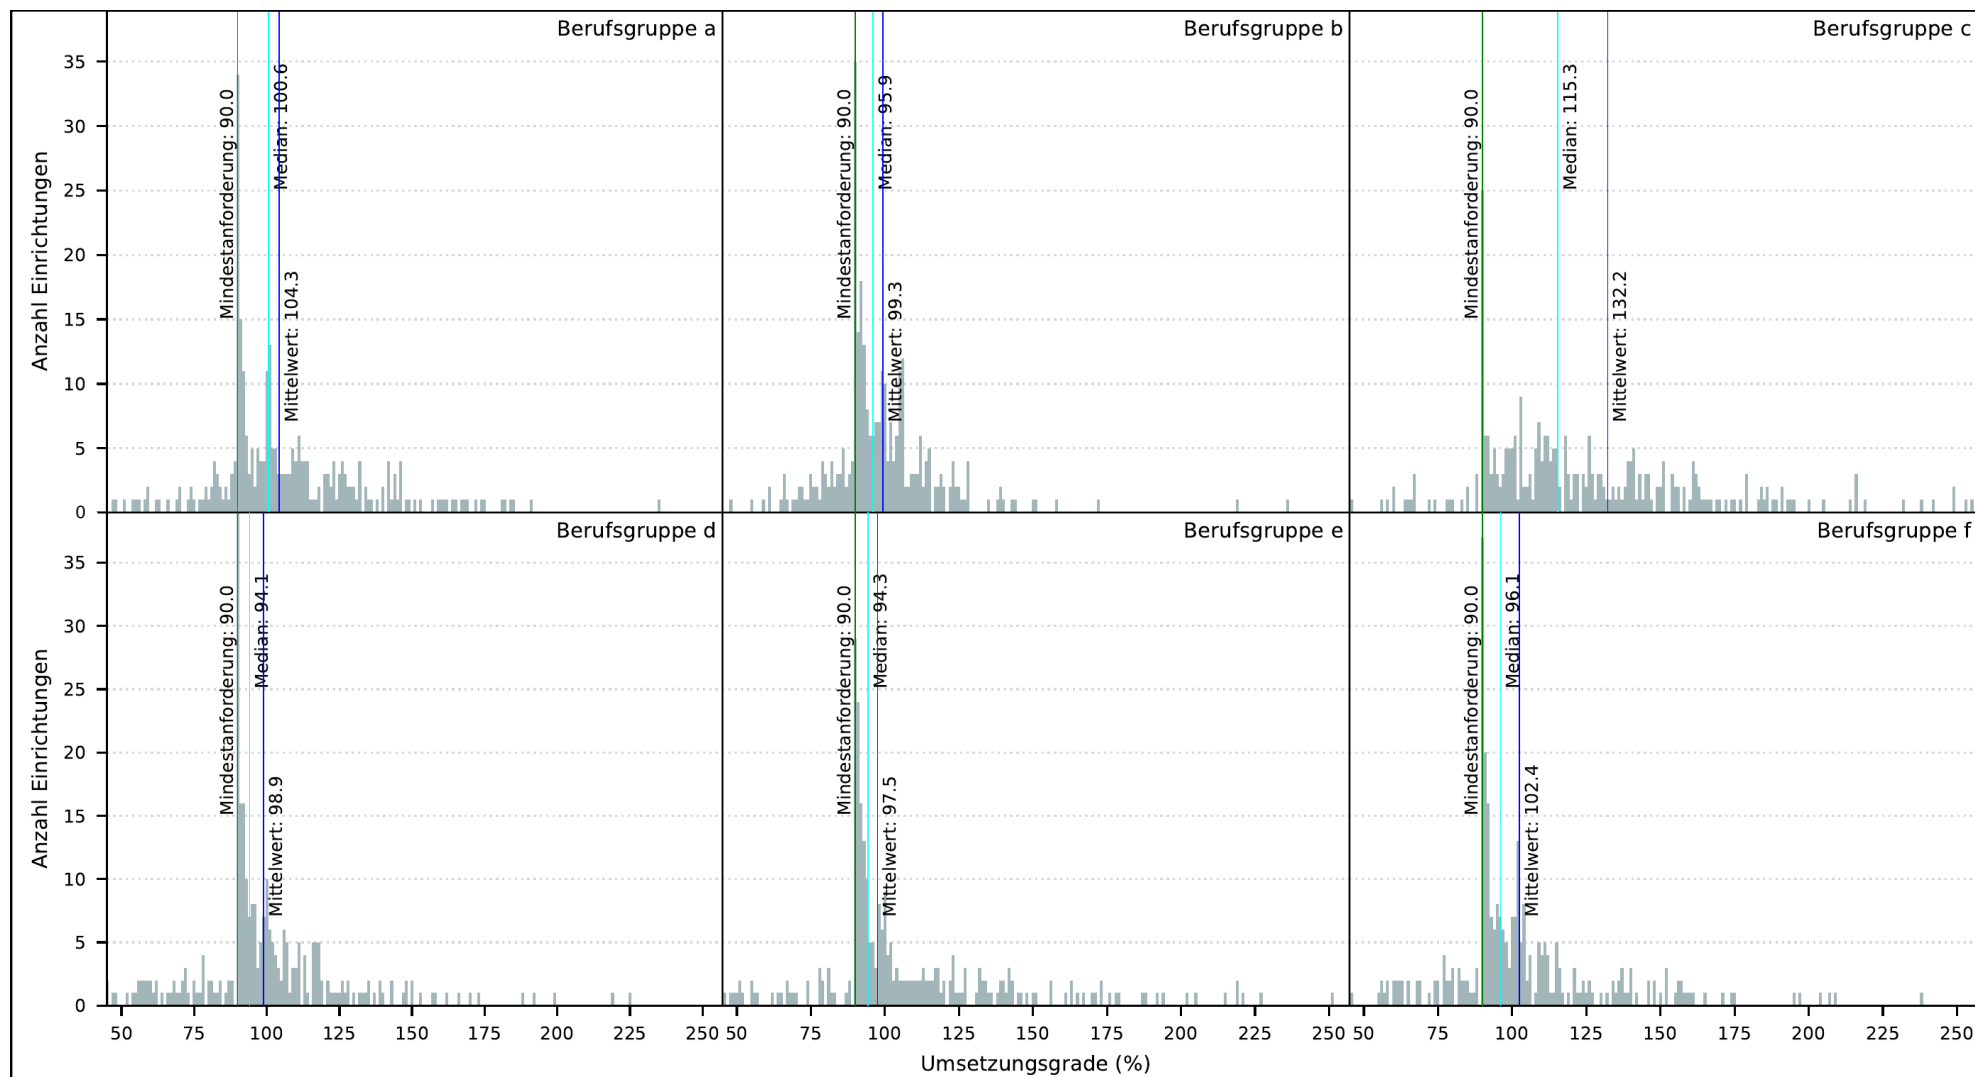 Berufsgruppe a
Berufsgruppe b
Berufsgruppe c
Anzahl Einrichtungen
35
30
25
20
15
10
5
0
Mindestanforderung: 90.0
Median: 100.6
Mittelwert: 104.3
Mindestanforderung: 90.0
Median: 95.9
Mittelwert: 99.3
Mindestanforderung: 90.0
Median: 115.3
Mittelwert: 132.2
Berufsgruppe d
Berufsgruppe e
Berufsgruppe f
Anzahl Einrichtungen
35
30
25
20
15
10
5
0
Mindestanforderung: 90.0
Median: 94.1
Mittelwert: 98.9
Mindestanforderung: 90.0
Median: 94.3
Mittelwert: 97.5
Mindestanforderung: 90.0
Median: 96.1
Mittelwert: 102.4
50 75 100 125 150 175 200 225 250
50 75 100 125 150 175 200 225 250
50 75 100 125 150 175 200 225 250
Umsetzungsgrade (%)